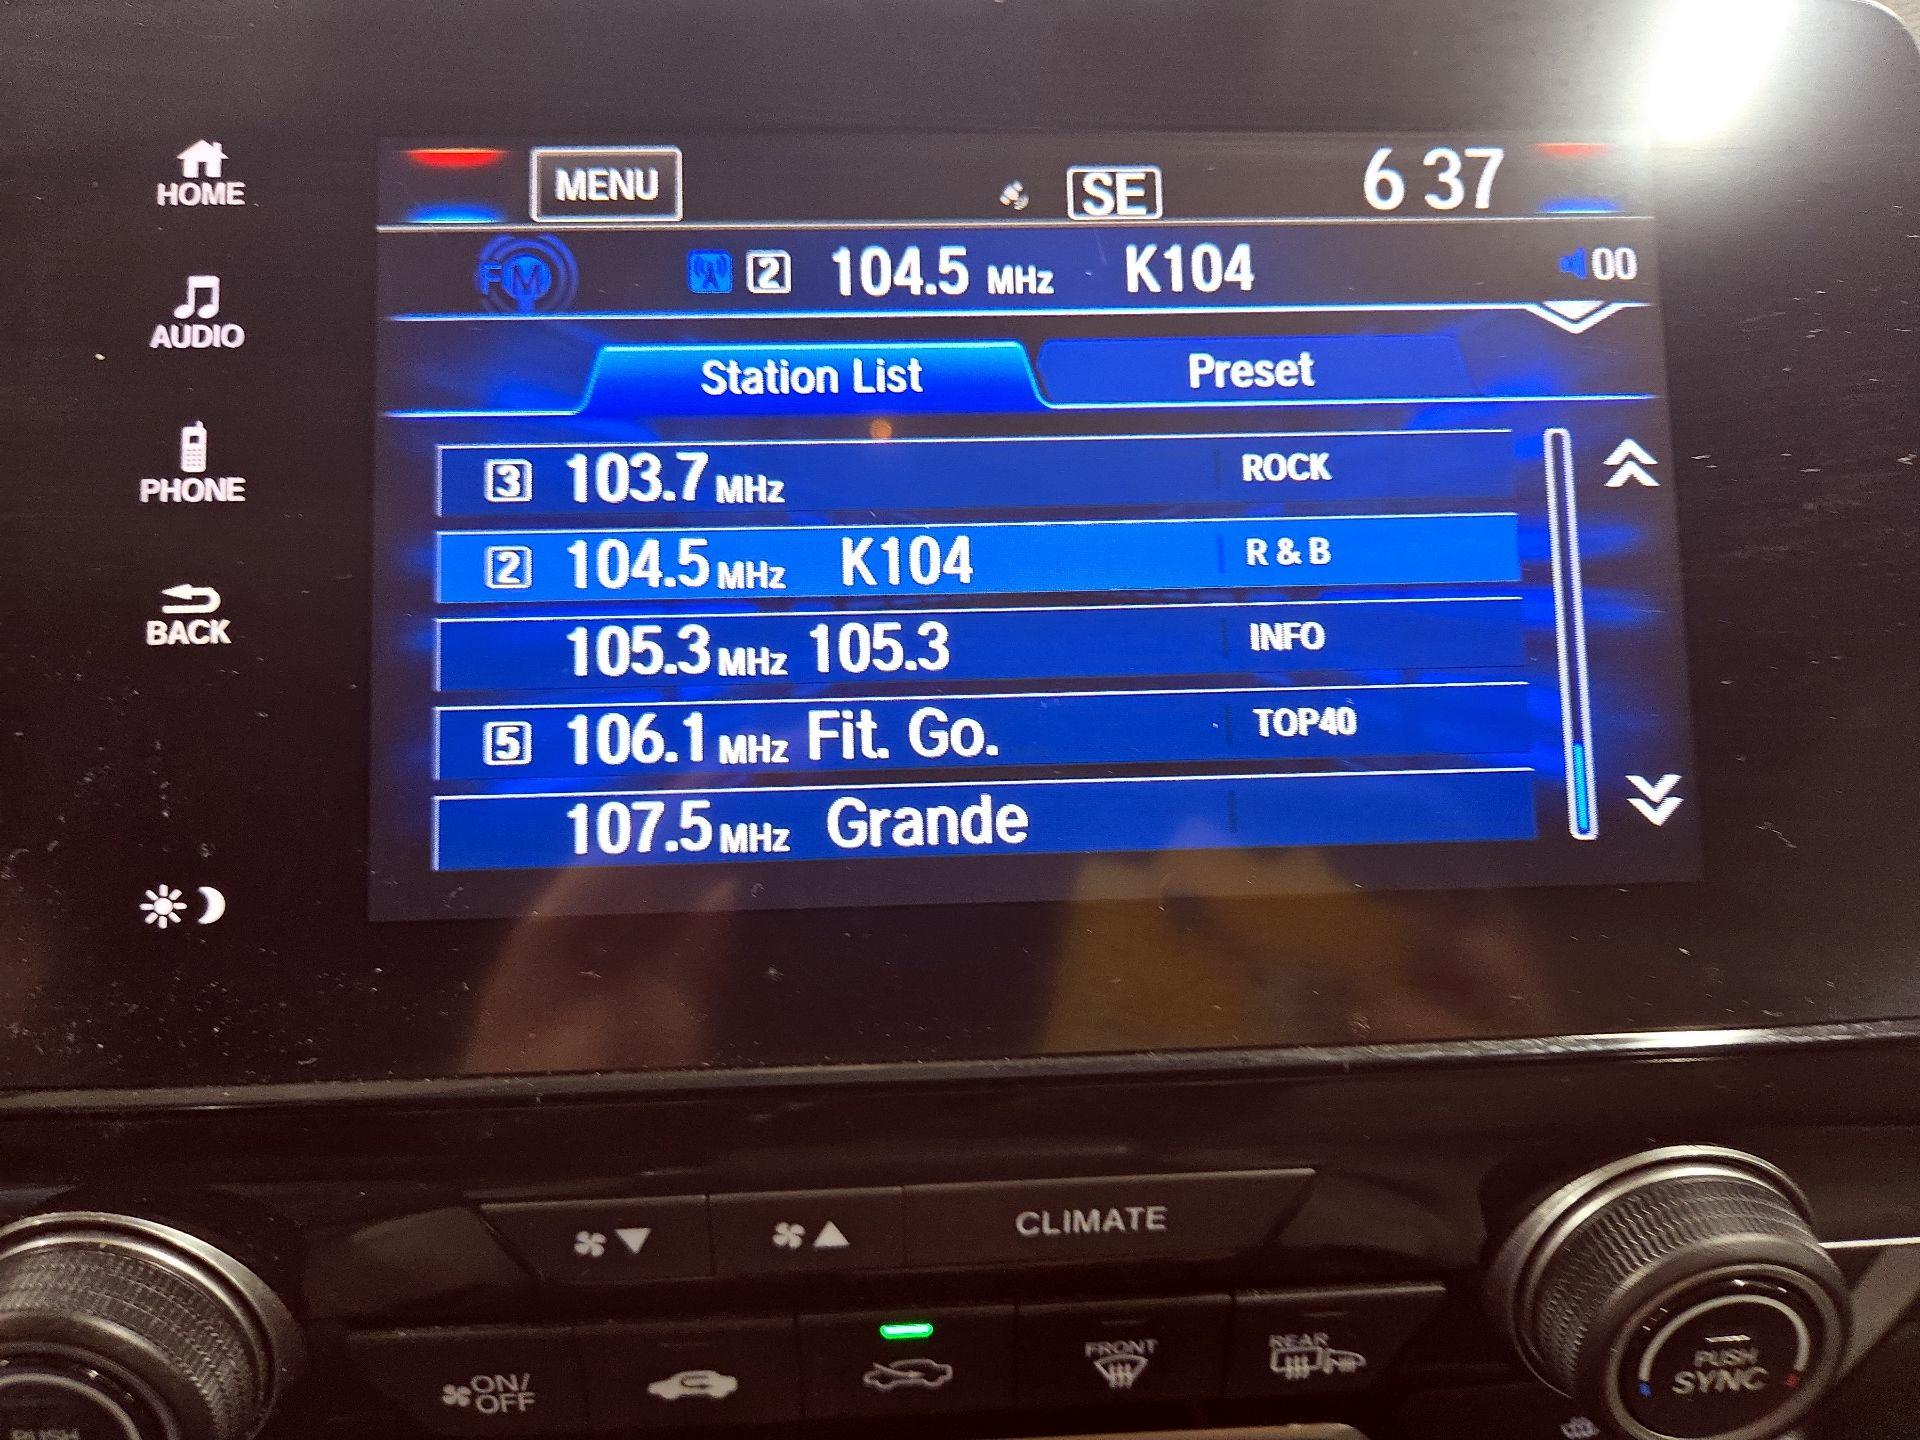 HOME
MENU
SE
6 37
FM
2 104.5 MHz K104
00
AUDIO
Station List
Preset
3 103.7 MHz ROCK
PHONE
2 104.5 MHz K104 R & B
105.3 MHz 105.3 INFO
BACK
5 106.1 MHz Fit. Go. TOP40
107.5 MHz Grande
CLIMATE
ON/
OFF
FRONT
REAR
PUSH
SYNC
PUSH